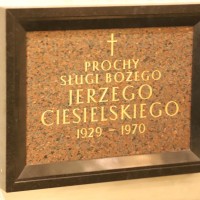 PROCHY
SŁUGI BOŻEGO
JERZEGO
CIESIELSKIEGO
1929 – 1970